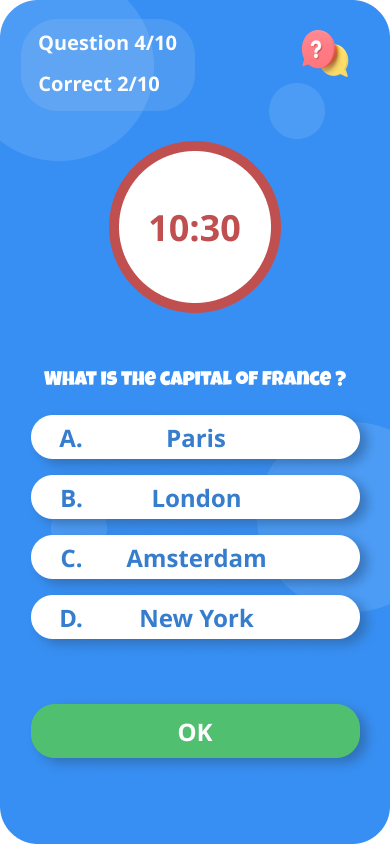 Question 4/10
Correct 2/10
?
10:30
WHAT IS THE CAPITAL OF FRANCE ?
A. Paris
B. London
C. Amsterdam
D. New York
OK